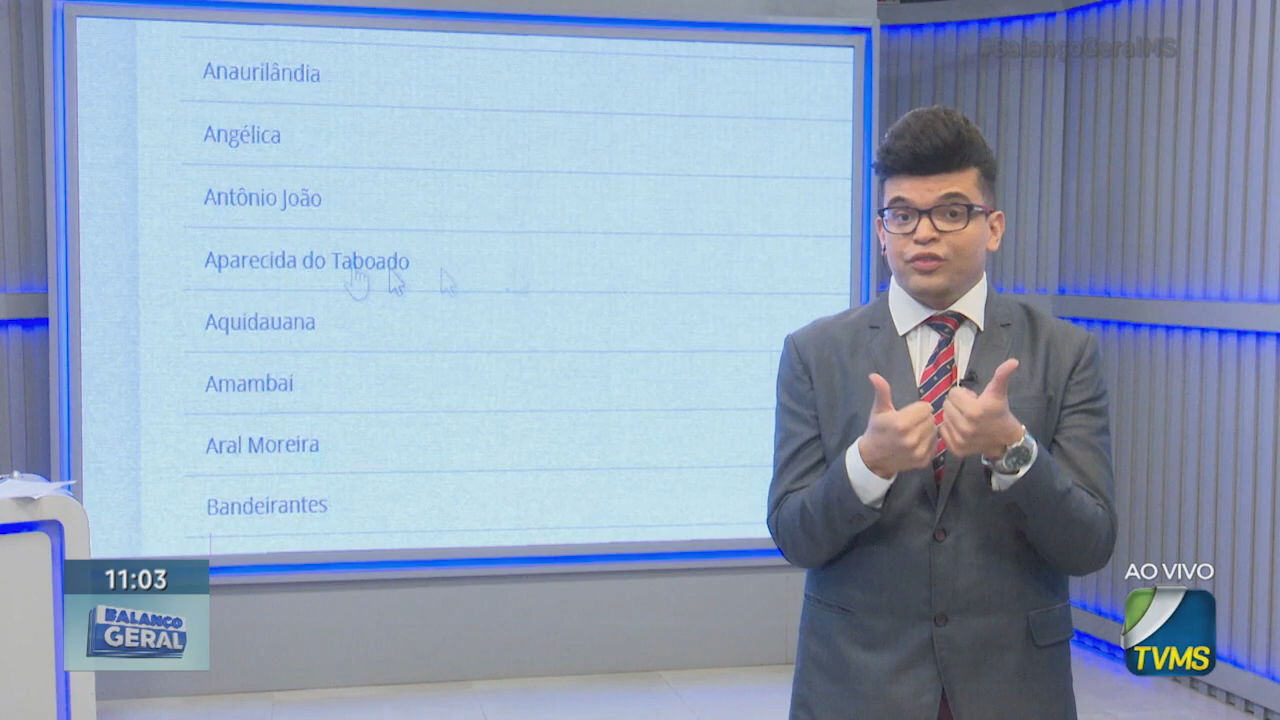 #BalançoGeralMS
Anaurilândia
Angélica
Antônio João
Aparecida do Taboado
Aquidauana
Amambai
Aral Moreira
Bandeirantes
11:03
BALANÇO
GERAL
AO VIVO
TVMS